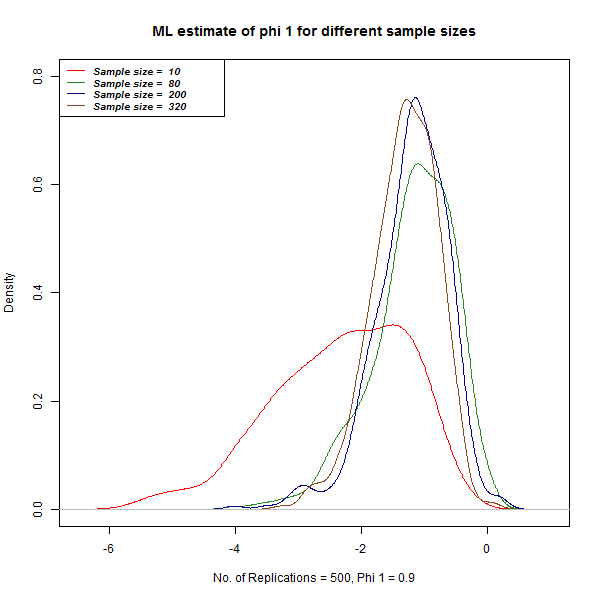 ML estimate of phi 1 for different sample sizes
Sample size = 10
Sample size = 80
Sample size = 200
Sample size = 320
Density
0.8
0.6
0.4
0.2
0.0
-6
-4
-2
0
No. of Replications = 500, Phi 1 = 0.9